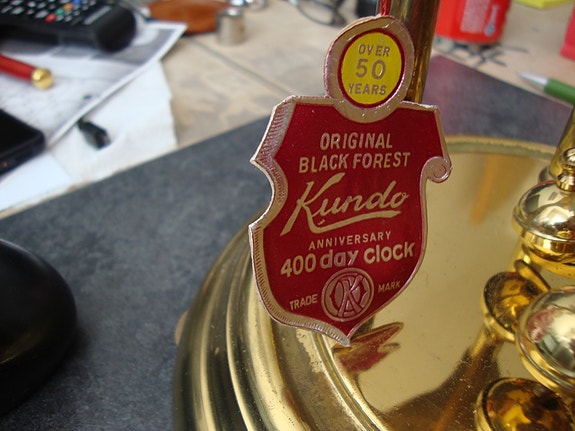 OVER
50
YEARS
ORIGINAL
BLACK FOREST
Kundo
ANNIVERSARY
400 day clock
TRADE MARK